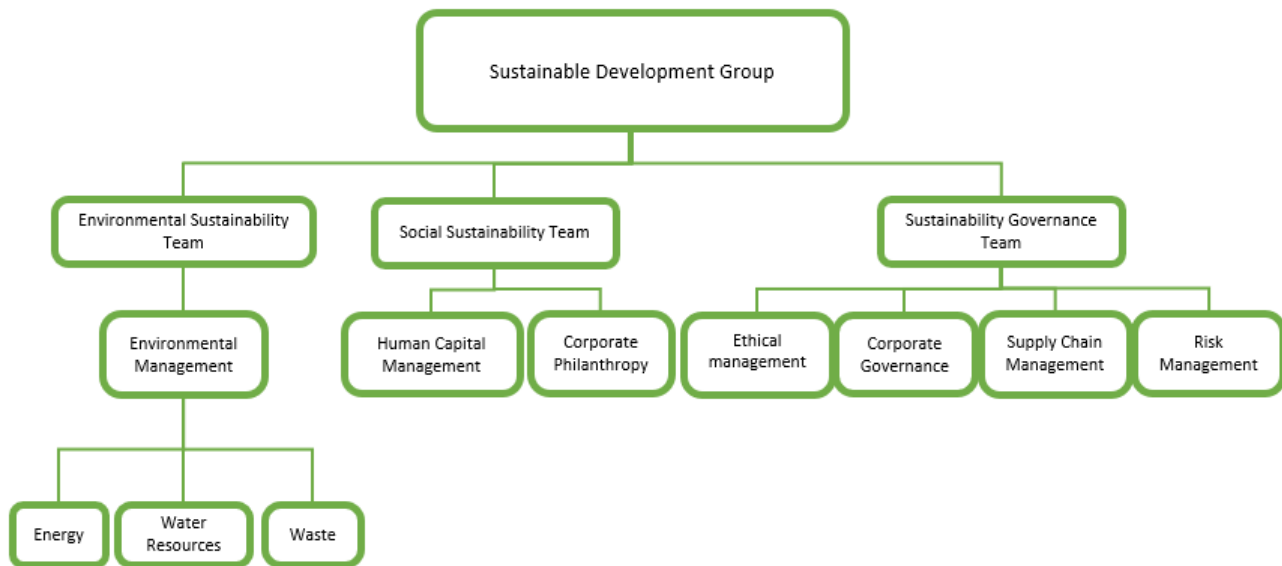 Sustainable Development Group
Environmental Sustainability
Team
Social Sustainability Team
Sustainability Governance
Team
Environmental
Management
Human Capital
Management
Corporate
Philanthropy
Ethical
management
Corporate
Governance
Supply Chain
Management
Risk
Management
Energy
Water
Resources
Waste